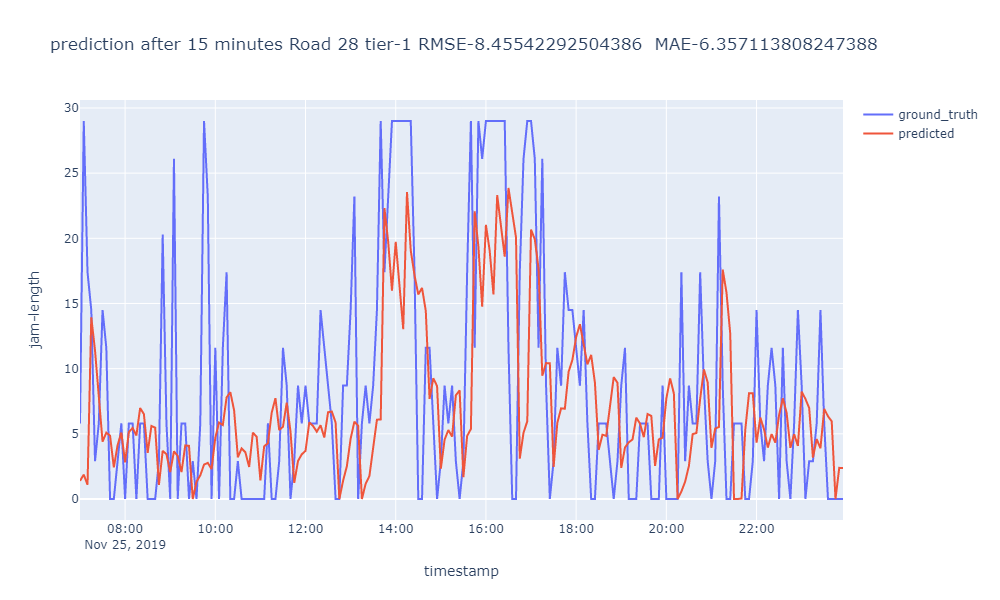 prediction after 15 minutes Road 28 tier-1 RMSE-8.45542292504386  MAE-6.357113808247388
ground_truth
predicted
30
25
20
15
10
5
0
jam-length
08:00 10:00 12:00 14:00 16:00 18:00 20:00 22:00
Nov 25, 2019
timestamp